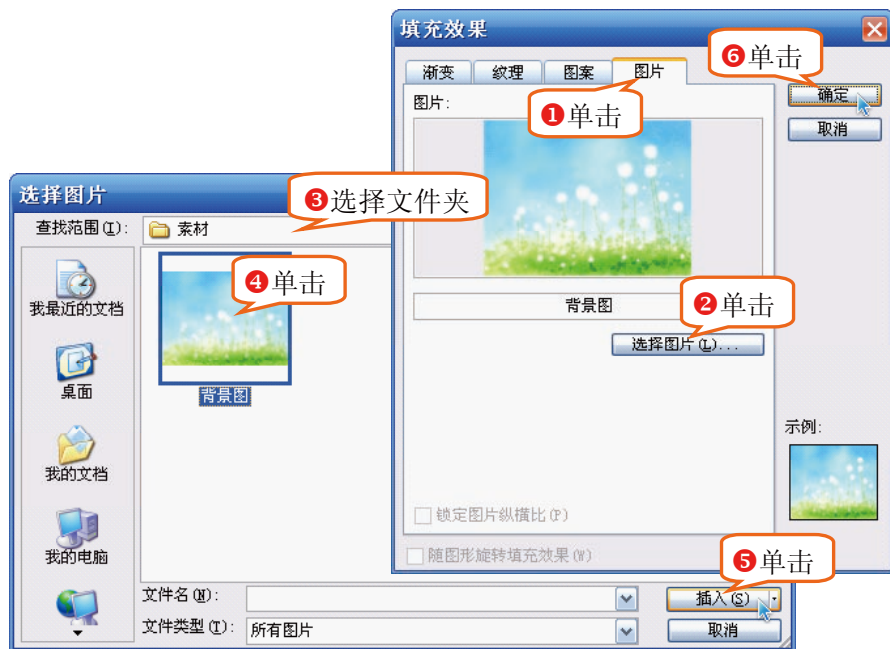 填充效果
❻单击
渐变 纹理 图案 图片
确定
图片:
❶单击
取消
选择图片
❸选择文件夹
查找范围(I):
素材
❹单击
我最近的文档
背景图
❷单击
选择图片(L)...
桌面
背景图
示例:
我的文档
锁定图片纵横比(P)
我的电脑
随图形旋转填充效果(W)
❺单击
文件名(N):
插入(S)
文件类型(T):
所有图片
取消